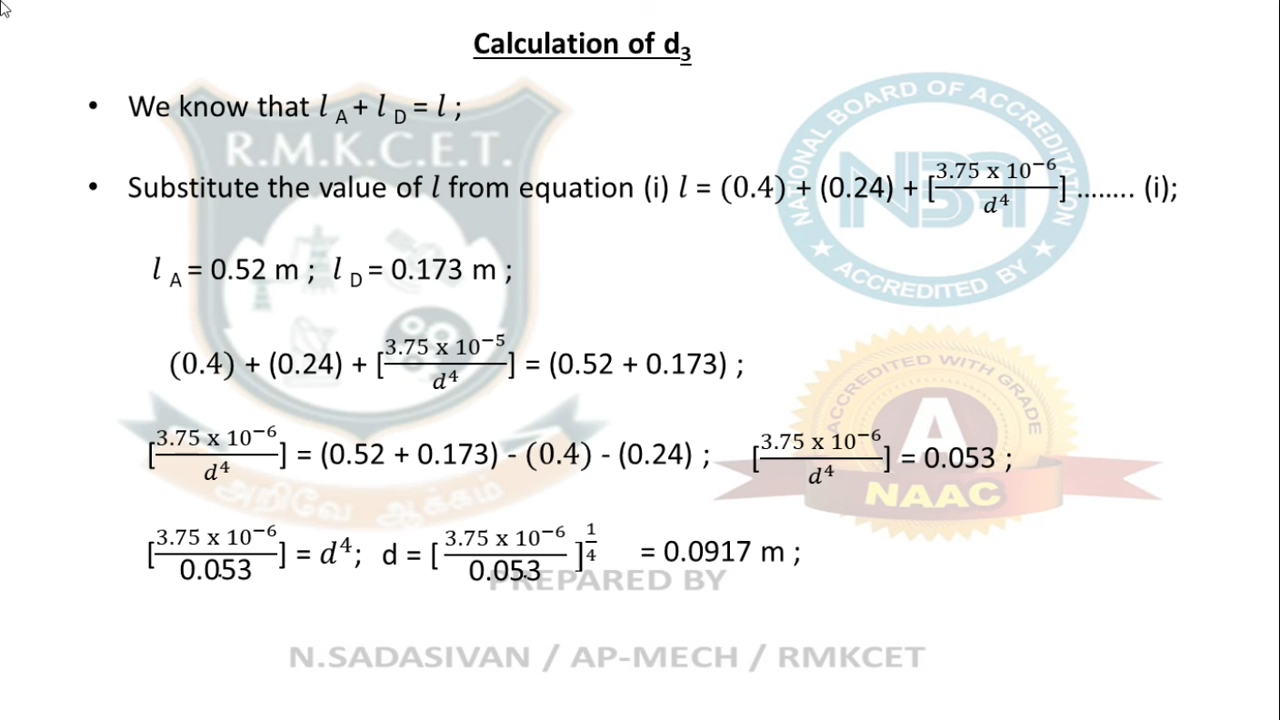 Calculation of d₃
• We know that l A + l D = l ;
• Substitute the value of l from equation (i) l = (0.4) + (0.24) + [3.75 x 10⁻⁶ / d⁴] ........ (i);
l A = 0.52 m ; l D = 0.173 m ;
(0.4) + (0.24) + [3.75 x 10⁻⁵ / d⁴] = (0.52 + 0.173) ;
[3.75 x 10⁻⁶ / d⁴] = (0.52 + 0.173) - (0.4) - (0.24) ; [3.75 x 10⁻⁶ / d⁴] = 0.053 ;
[3.75 x 10⁻⁶ / 0.053] = d⁴; d = [3.75 x 10⁻⁶ / 0.053]^(1/4) = 0.0917 m ;
R.M.K.C.E.T.
அறிவே ஆக்கம்
NATIONAL BOARD OF ACCREDITATION
NBA
★ ACCREDITED BY ★
ACCREDITED WITH GRADE
A
NAAC
PREPARED BY
N.SADASIVAN / AP-MECH / RMKCET